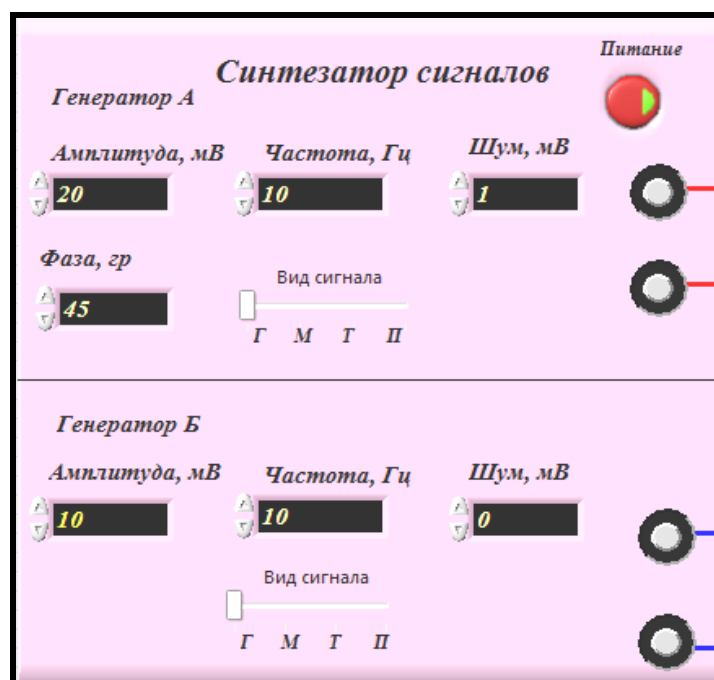 Питание
Синтезатор сигналов
Генератор А
Амплитуда, мВ Частота, Гц Шум, мВ
20 10 1
Фаза, гр
Вид сигнала
45
Г М Т П
Генератор Б
Амплитуда, мВ Частота, Гц Шум, мВ
10 10 0
Вид сигнала
Г М Т П